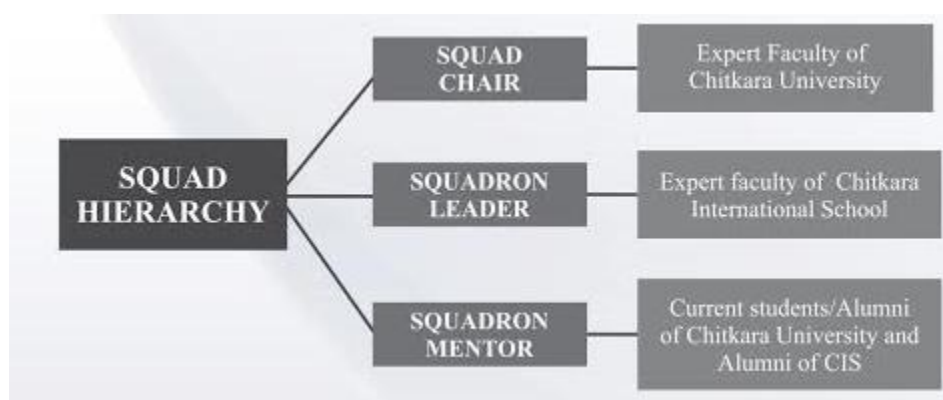 SQUAD
HIERARCHY
SQUAD
CHAIR
Expert Faculty of
Chitkara University
SQUADRON
LEADER
Expert faculty of Chitkara
International School
SQUADRON
MENTOR
Current students/Alumni
of Chitkara University and
Alumni of CIS